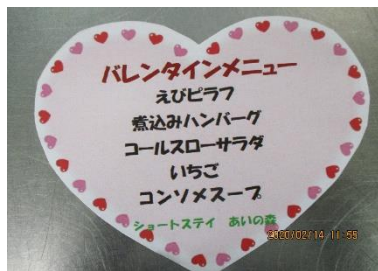 バレンタインメニュー
えびピラフ
煮込みハンバーグ
コールスローサラダ
いちご
コンソメスープ
ショートステイ　あいの森
2020/02/14 11:55